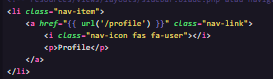 <li class="nav-item">
<a href="{{ url('/profile') }}" class="nav-link">
<i class="nav-icon fas fa-user"></i>
<p>Profile</p>
</a>
</li>